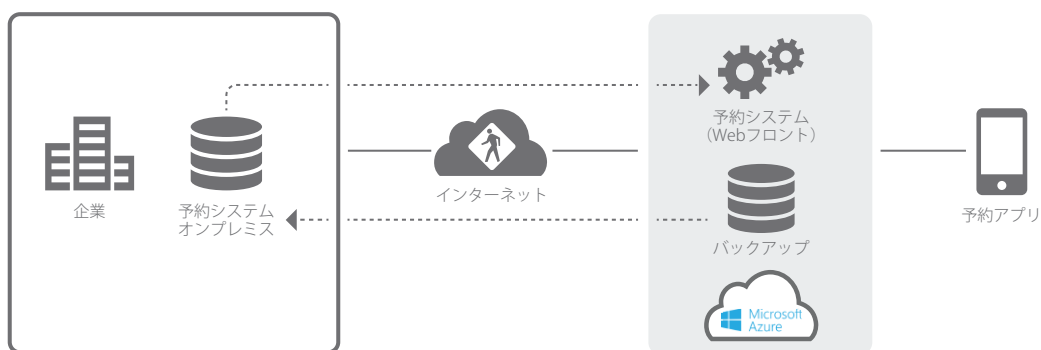 企業
予約システム
オンプレミス
インターネット
予約システム
（Webフロント）
バックアップ
Microsoft
Azure
予約アプリ